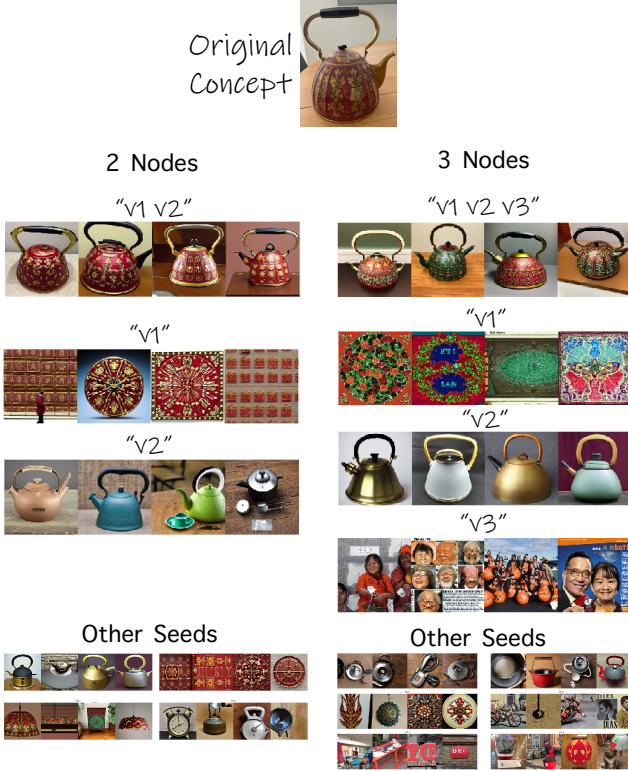 Original
Concept
2 Nodes
3 Nodes
“v1 v2”
“v1 v2 v3”
“v1”
“v1”
“v2”
“v2”
“v3”
Other Seeds
Other Seeds